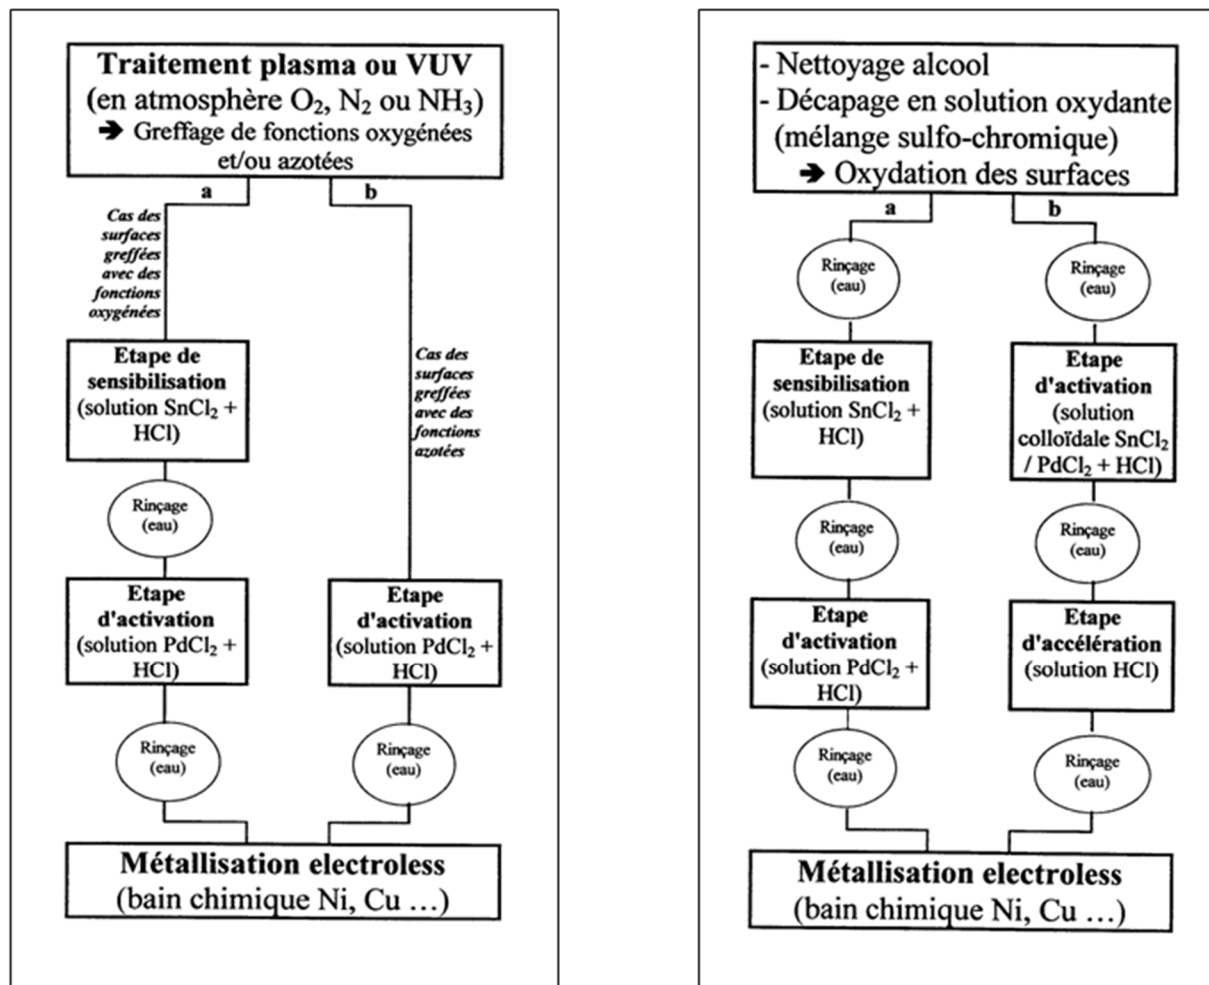 Traitement plasma ou VUV
(en atmosphère O₂, N₂ ou NH₃)
➔ Greffage de fonctions oxygénées
et/ou azotées
a
b
Cas des
surfaces
greffées
avec des
fonctions
oxygénées
Cas des
surfaces
greffées
avec des
fonctions
azotées
Etape de
sensibilisation
(solution SnCl₂ +
HCl)
Rinçage
(eau)
Etape
d'activation
(solution PdCl₂ +
HCl)
Etape
d'activation
(solution PdCl₂ +
HCl)
Rinçage
(eau)
Rinçage
(eau)
Métallisation electroless
(bain chimique Ni, Cu ...)
- Nettoyage alcool
- Décapage en solution oxydante
(mélange sulfo-chromique)
➔ Oxydation des surfaces
a
b
Rinçage
(eau)
Rinçage
(eau)
Etape de
sensibilisation
(solution SnCl₂ +
HCl)
Etape
d'activation
(solution
colloïdale SnCl₂
/ PdCl₂ + HCl)
Rinçage
(eau)
Rinçage
(eau)
Etape
d'activation
(solution PdCl₂ +
HCl)
Etape
d'accélération
(solution HCl)
Rinçage
(eau)
Rinçage
(eau)
Métallisation electroless
(bain chimique Ni, Cu ...)